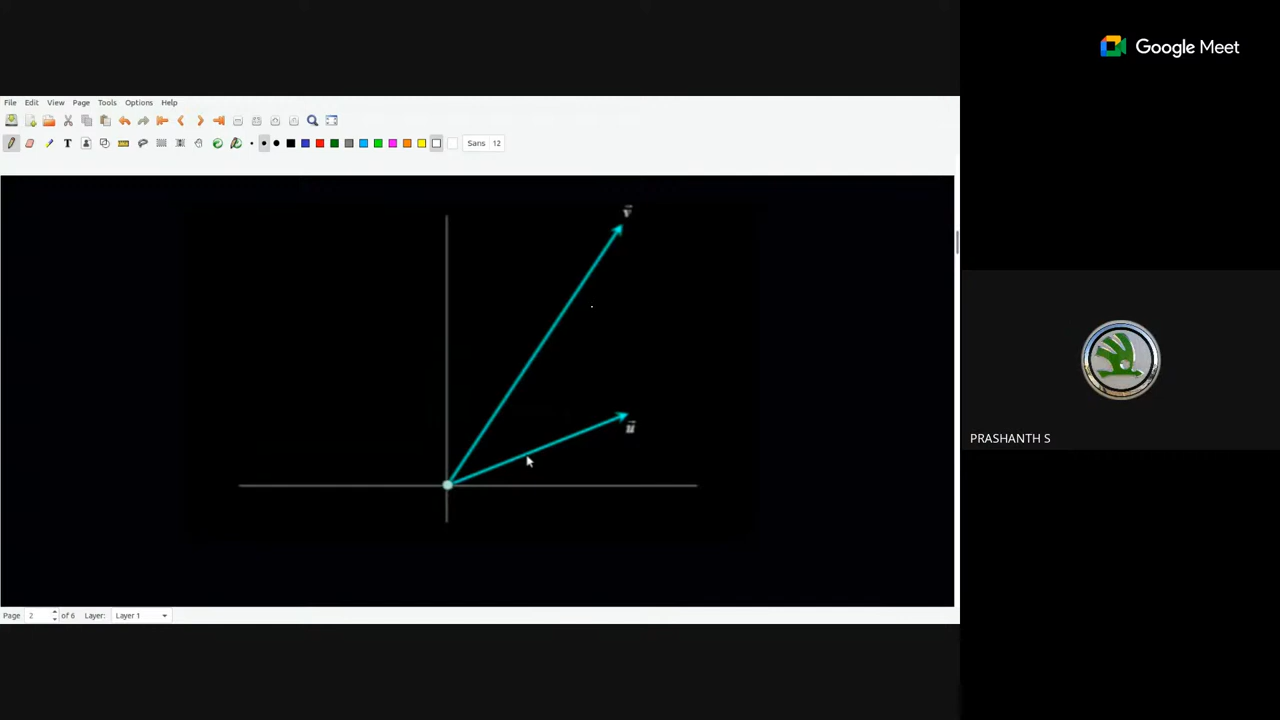 Google Meet
File Edit View Page Tools Options Help
T Sans 12
v⃗
u⃗
PRASHANTH S
Page 2 of 6 Layer: Layer 1